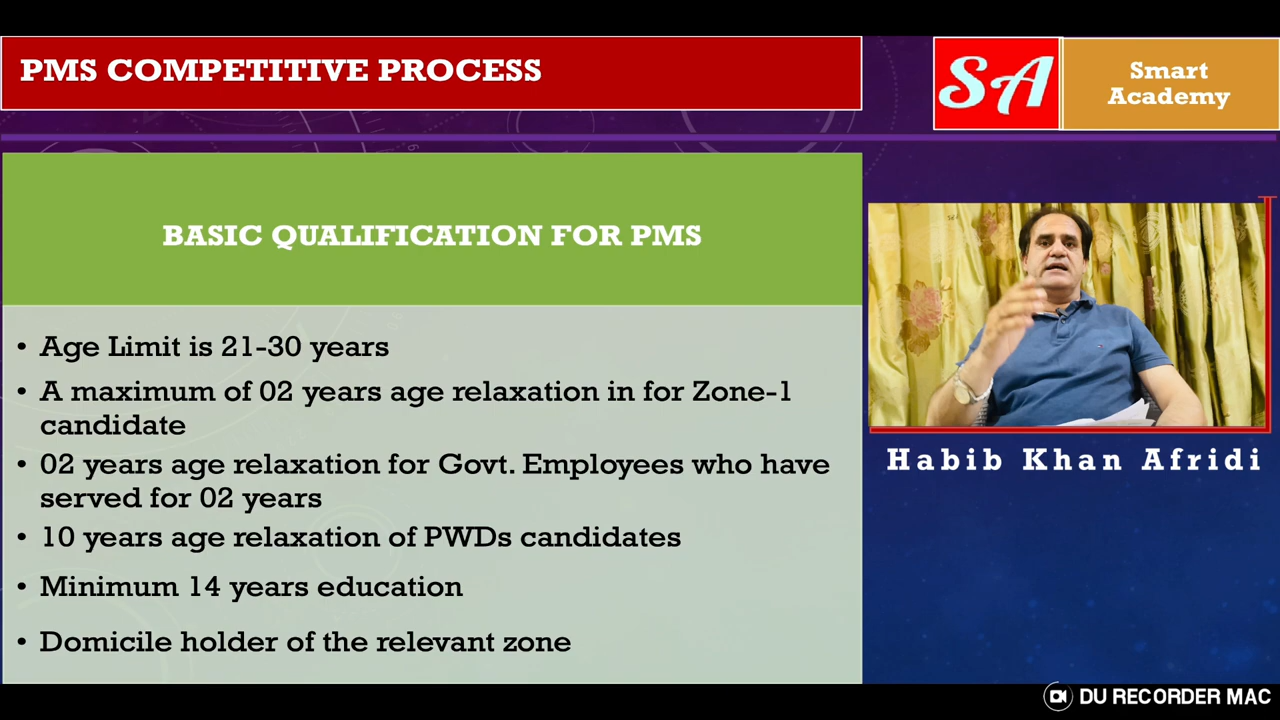 PMS COMPETITIVE PROCESS
SA
Smart
Academy
BASIC QUALIFICATION FOR PMS
• Age Limit is 21-30 years
• A maximum of 02 years age relaxation in for Zone-1
candidate
• 02 years age relaxation for Govt. Employees who have
served for 02 years
• 10 years age relaxation of PWDs candidates
• Minimum 14 years education
• Domicile holder of the relevant zone
Habib Khan Afridi
DU RECORDER MAC